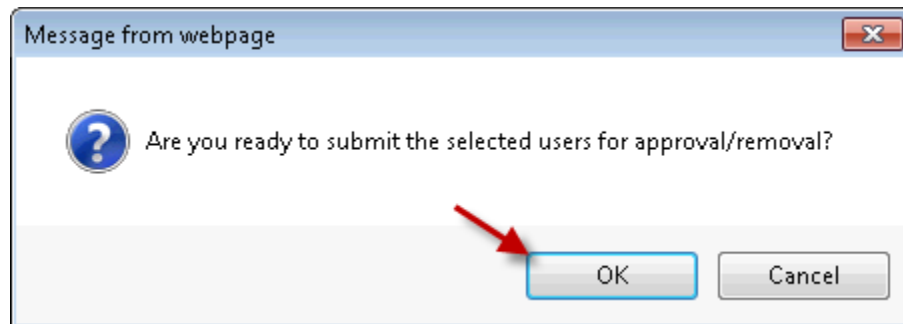 Message from webpage
Are you ready to submit the selected users for approval/removal?
OK
Cancel